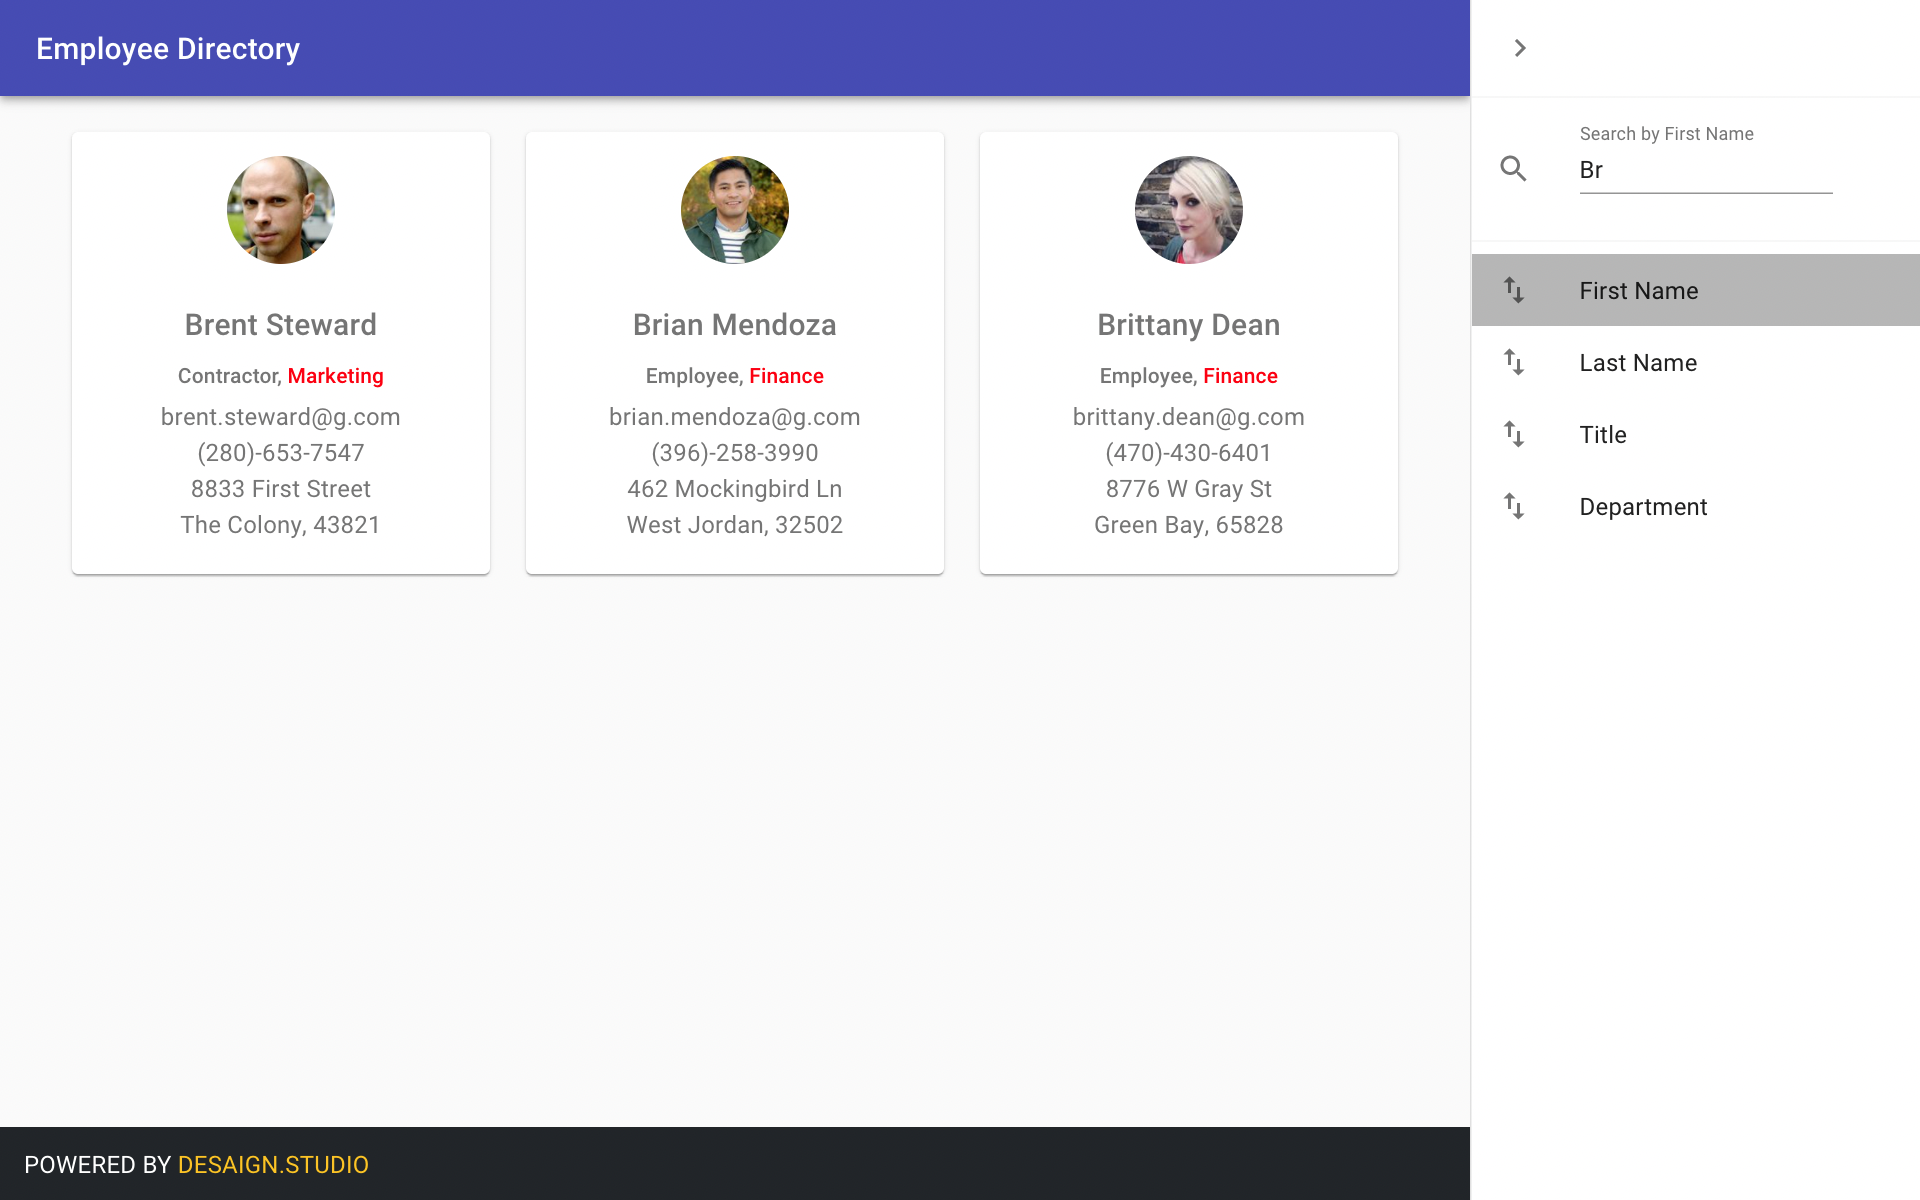 Employee Directory
Brent Steward
Contractor, Marketing
brent.steward@g.com
(280)-653-7547
8833 First Street
The Colony, 43821
Brian Mendoza
Employee, Finance
brian.mendoza@g.com
(396)-258-3990
462 Mockingbird Ln
West Jordan, 32502
Brittany Dean
Employee, Finance
brittany.dean@g.com
(470)-430-6401
8776 W Gray St
Green Bay, 65828
Search by First Name
Br
First Name
Last Name
Title
Department
POWERED BY DESAIGN.STUDIO